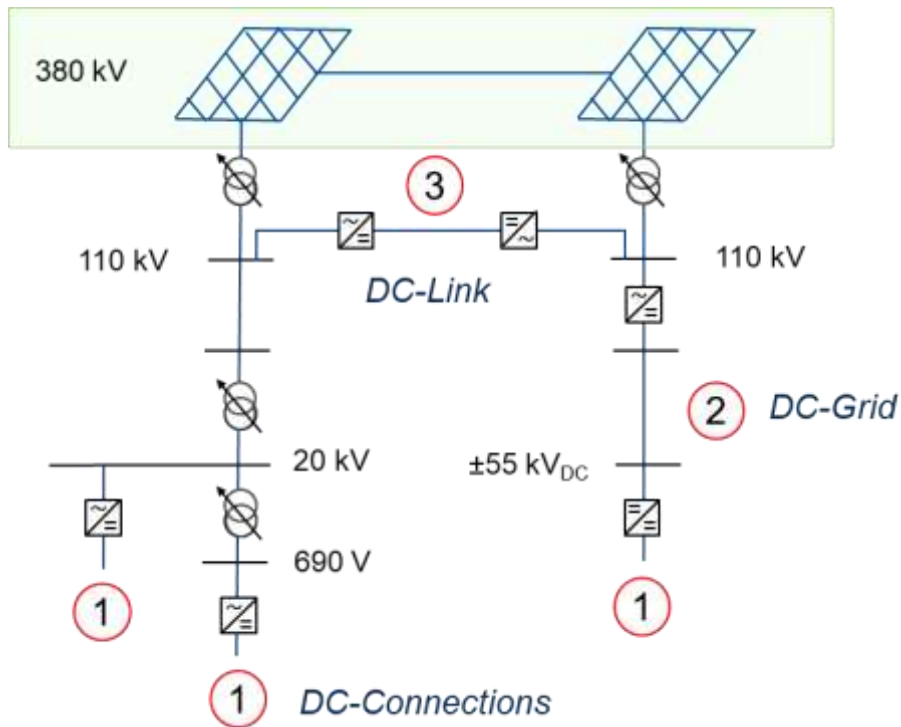 380 kV
3
110 kV
110 kV
DC-Link
2
DC-Grid
20 kV
±55 kVDC
690 V
1
1
1
DC-Connections